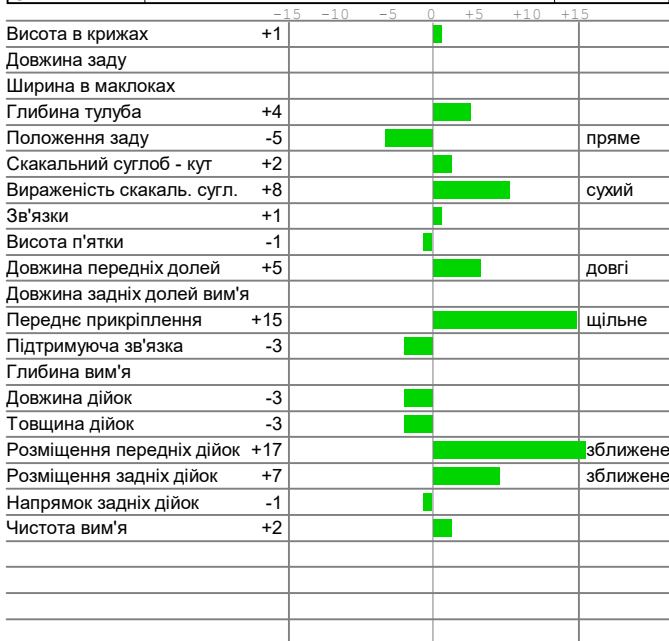 -15 -10 -5 0 +5 +10 +15
Висота в крижах +1
Довжина заду
Ширина в маклоках
Глибина тулуба +4
Положення заду -5 пряме
Скакальний суглоб - кут +2
Вираженість скакаль. сугл. +8 сухий
Зв'язки +1
Висота п'ятки -1
Довжина передніх долей +5 довгі
Довжина задніх долей вим'я
Переднє прикріплення +15 щільне
Підтримуюча зв'язка -3
Глибина вим'я
Довжина дійок -3
Товщина дійок -3
Розміщення передніх дійок +17 зближене
Розміщення задніх дійок +7 зближене
Напрямок задніх дійок -1
Чистота вим'я +2